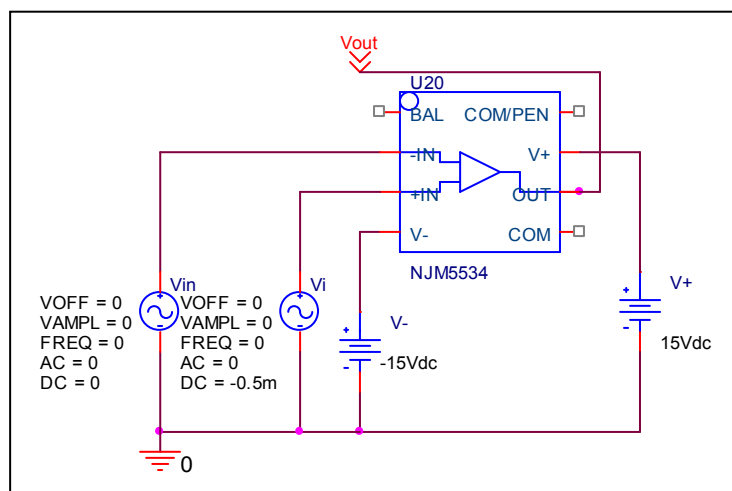 Vout
U20
BAL COM/PEN
-IN V+
+IN OUT
V- COM
NJM5534
Vin
VOFF = 0
VAMPL = 0
FREQ = 0
AC = 0
DC = 0
Vi
VOFF = 0
VAMPL = 0
FREQ = 0
AC = 0
DC = -0.5m
V-
-15Vdc
V+
15Vdc
0